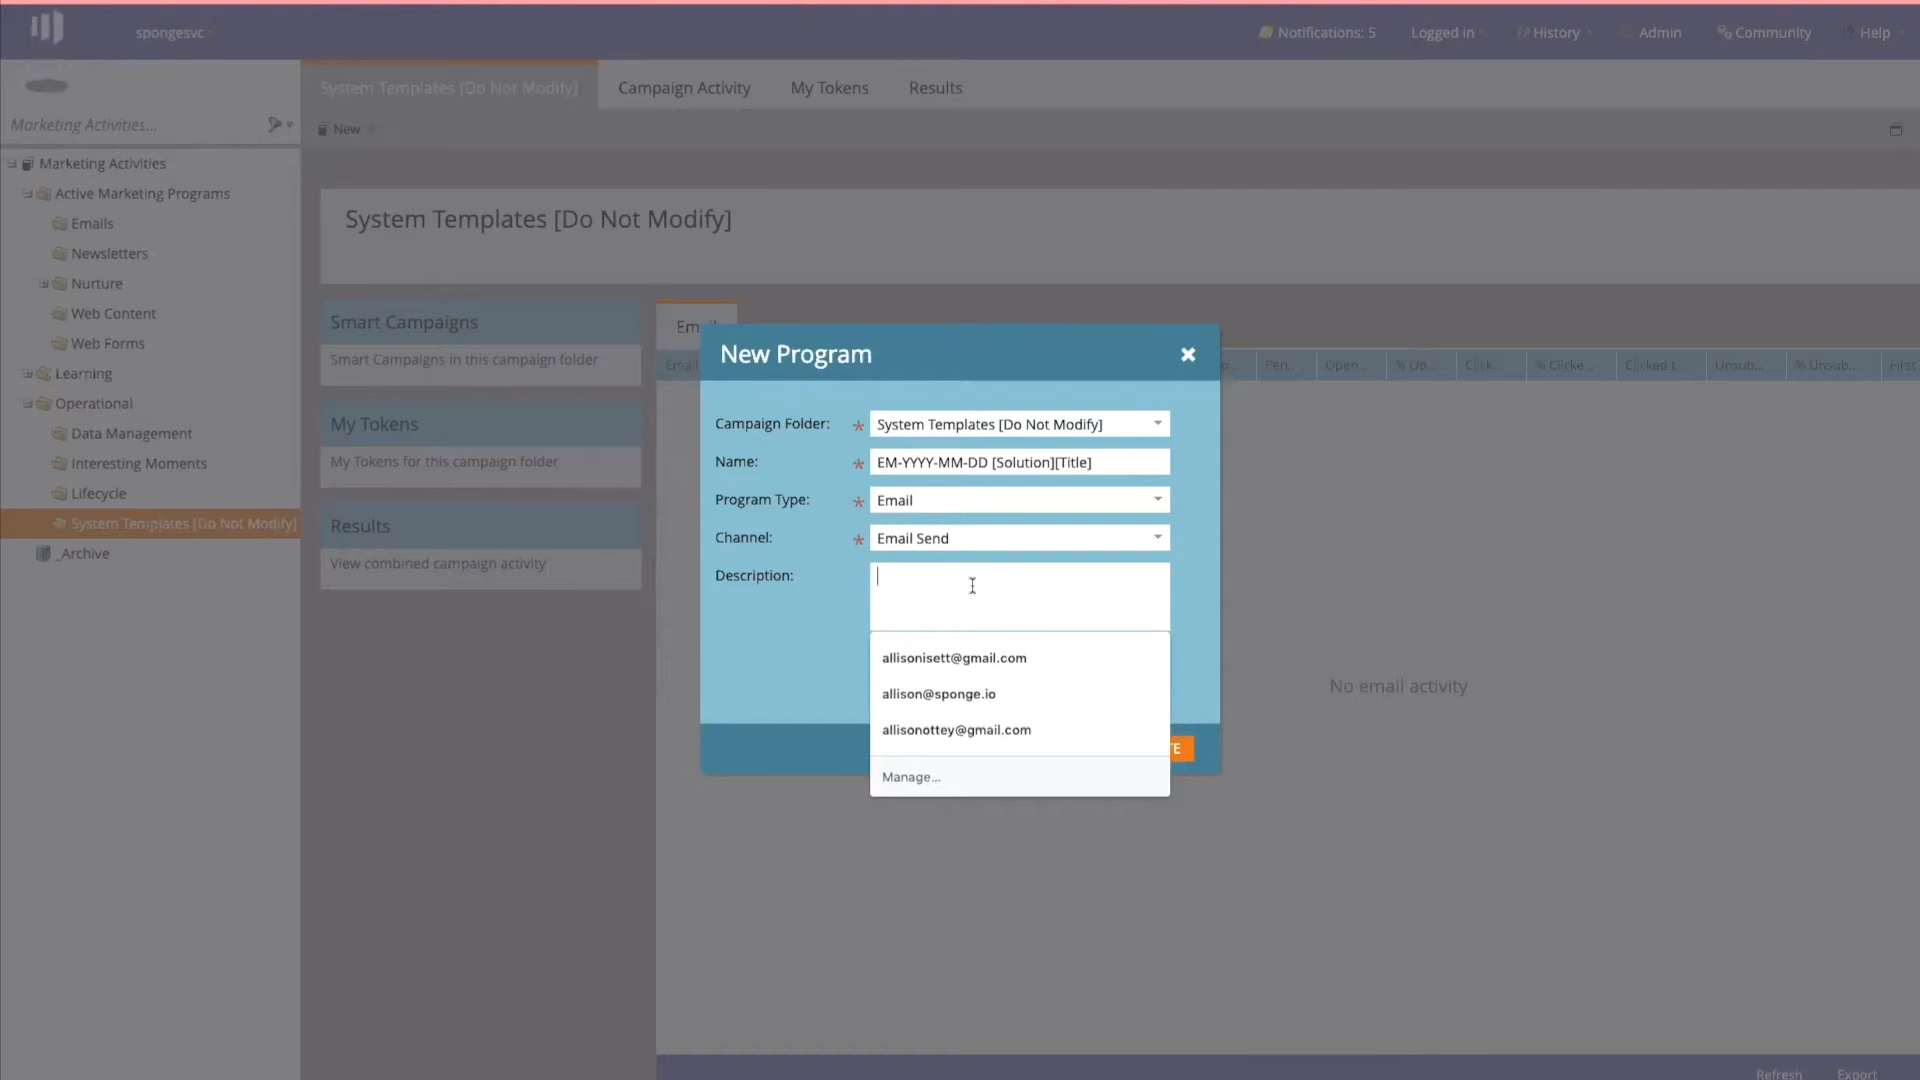 spongesvc
Notifications: 5
Logged in
History
Admin
Community
Help
Marketing Activities...
System Templates [Do Not Modify]
Campaign Activity
My Tokens
Results
New
Marketing Activities
Active Marketing Programs
Emails
Newsletters
Nurture
Web Content
Web Forms
Learning
Operational
Data Management
Interesting Moments
Lifecycle
System Templates [Do Not Modify]
_Archive
System Templates [Do Not Modify]
Smart Campaigns
Smart Campaigns in this campaign folder
My Tokens
My Tokens for this campaign folder
Results
View combined campaign activity
Email
Pen...
Open...
Click...
% Clicke...
Clicked t...
Unsub...
% Unsub...
First
No email activity
New Program
Campaign Folder: * System Templates [Do Not Modify]
Name: * EM-YYYY-MM-DD [Solution][Title]
Program Type: * Email
Channel: * Email Send
Description:
allisonisett@gmail.com
allison@sponge.io
allisonottey@gmail.com
Manage...
TE
Refresh
Export